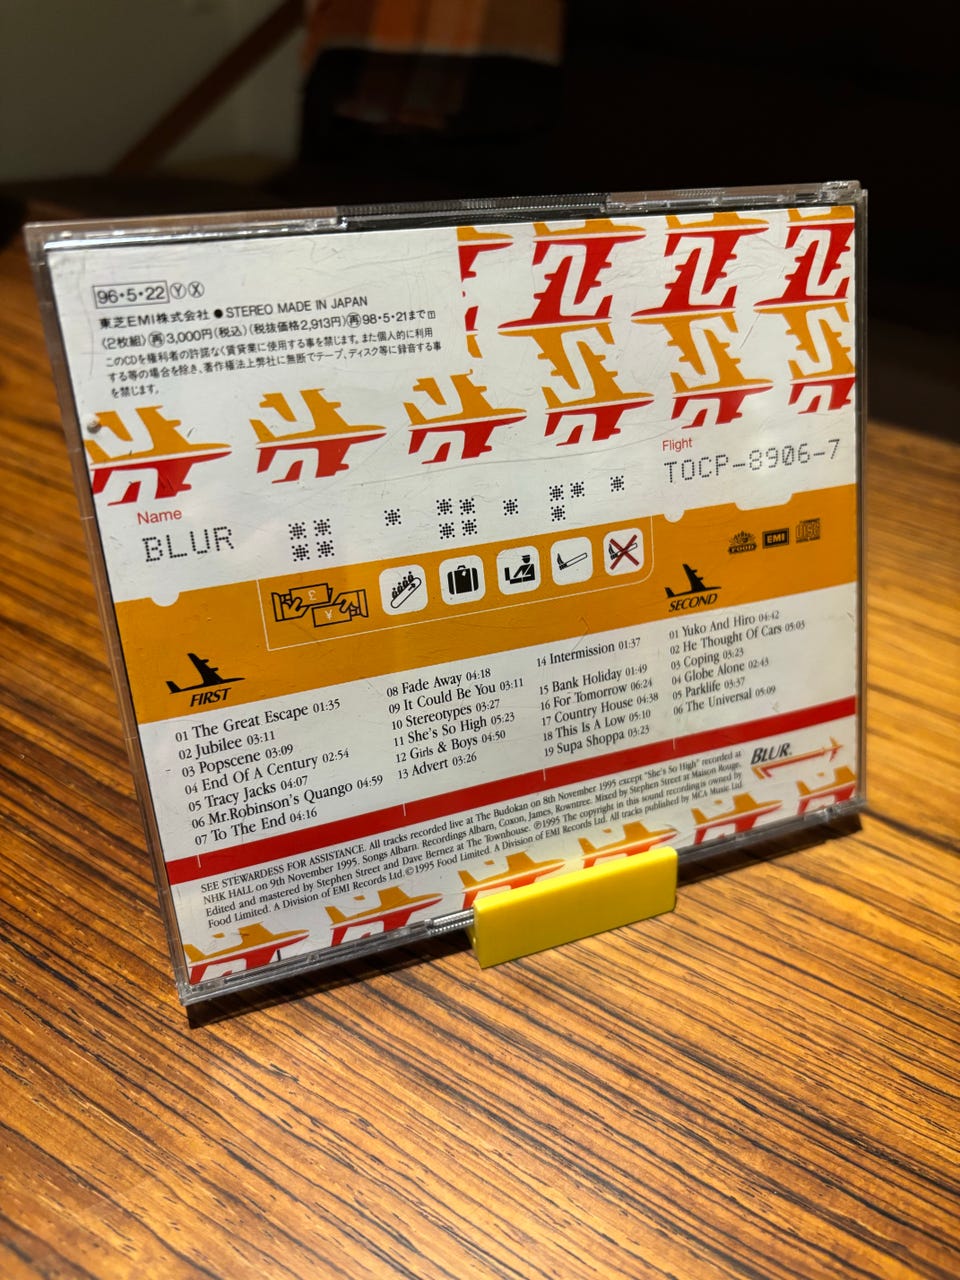 96・5・22 Ⓨ Ⓧ
東芝EMI株式会社 ● STEREO MADE IN JAPAN
〈2枚組〉 再 3,000円(税込)(税抜価格2,913円) 再 98・5・21まで
このCDを権利者の許諾なく賃貸業に使用する事を禁じます。また個人的に利用
する等の場合を除き、著作権法上弊社に無断でテープ、ディスク等に録音する事
を禁じます。
Flight
TOCP-8906-7
Name
BLUR
£
¥
FOOD
EMI
FIRST
01 The Great Escape 01:35
02 Jubilee 03:11
03 Popscene 03:09
04 End Of A Century 02:54
05 Tracy Jacks 04:07
06 Mr.Robinson's Quango 04:59
07 To The End 04:16
08 Fade Away 04:18
09 It Could Be You 03:11
10 Stereotypes 03:27
11 She's So High 05:23
12 Girls & Boys 04:50
13 Advert 03:26
14 Intermission 01:37
15 Bank Holiday 01:49
16 For Tomorrow 06:24
17 Country House 04:38
18 This Is A Low 05:10
19 Supa Shoppa 03:23
SECOND
01 Yuko And Hiro 04:42
02 He Thought Of Cars 05:03
03 Coping 03:23
04 Globe Alone 02:43
05 Parklife 03:37
06 The Universal 05:09
BLUR.
SEE STEWARDESS FOR ASSISTANCE. All tracks recorded live at The Budokan on 8th November 1995 except "She's So High" recorded at
NHK HALL on 9th November 1995. Songs Albarn. Recordings Albarn, Coxon, James, Rowntree. Mixed by Stephen Street at Maison Rouge.
Edited and mastered by Stephen Street and Dave Bernez at The Townhouse. ℗1995 The copyright in this sound recording is owned by
Food Limited. A Division of EMI Records Ltd.©1995 Food Limited. A Division of EMI Records Ltd. All tracks published by MCA Music Ltd.